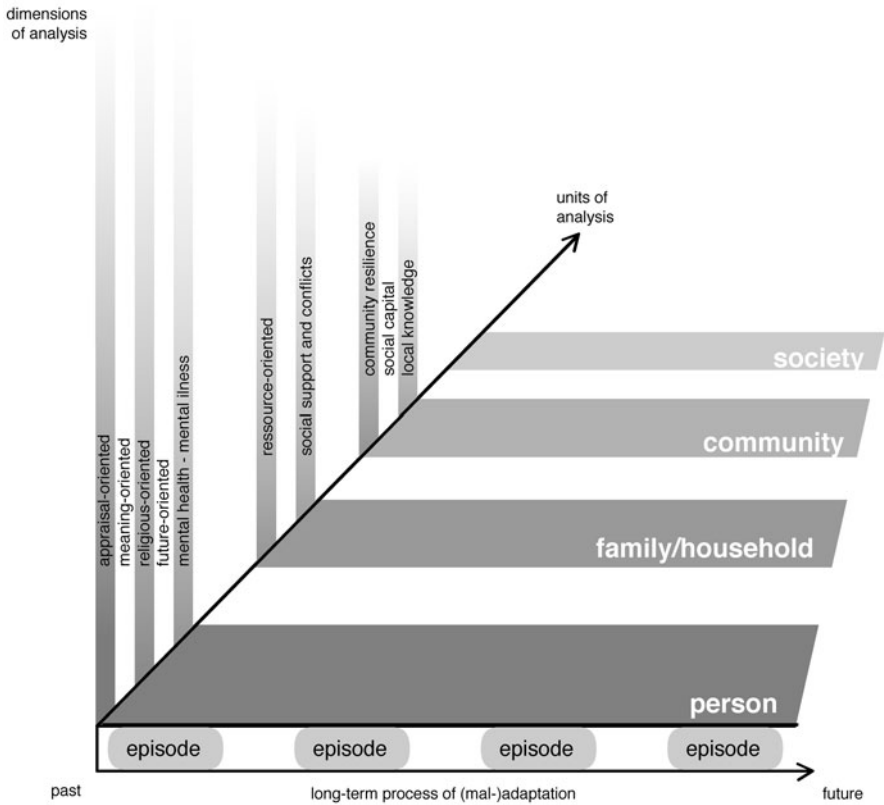 dimensions
of analysis
units of
analysis
appraisal-oriented
meaning-oriented
religious-oriented
future-oriented
mental health - mental ilness
ressource-oriented
social support and conflicts
community resilience
social capital
local knowledge
society
community
family/household
person
episode
episode
episode
episode
past
long-term process of (mal-)adaptation
future